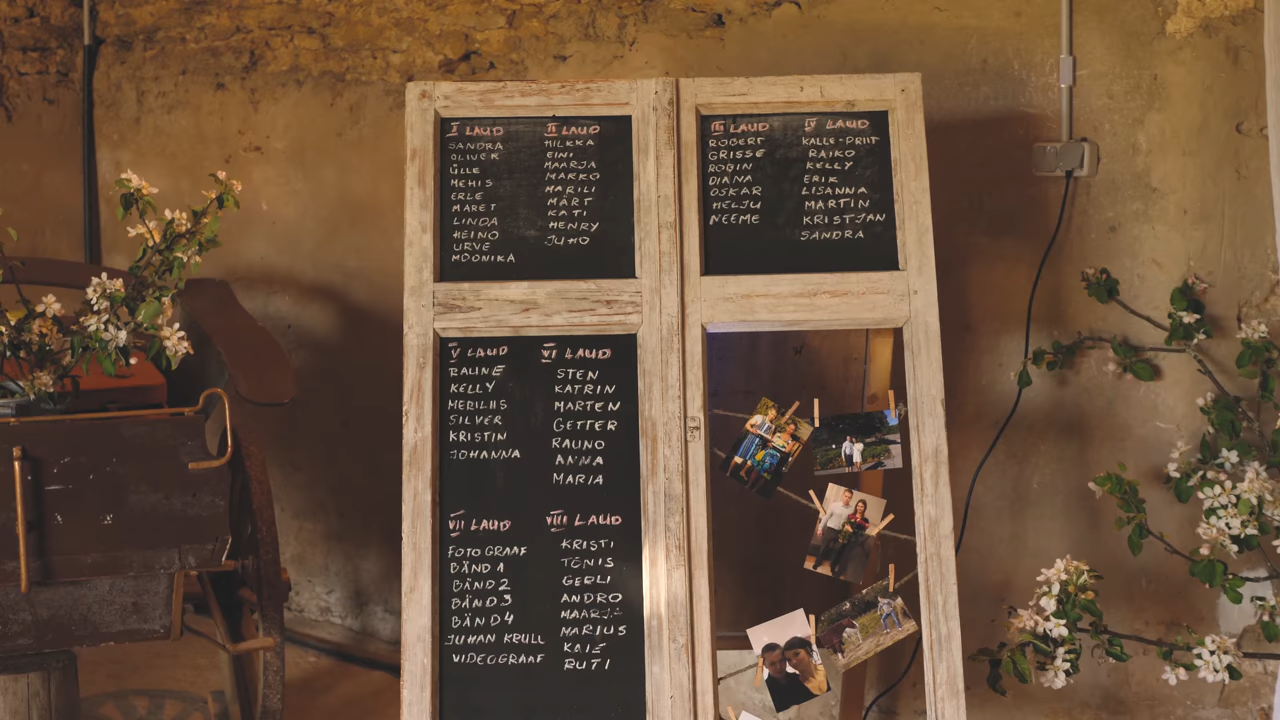 I LAUD
SANDRA
OLIVER
ÜLLE
MEHIS
ERLE
MARET
LINDA
HEINO
URVE
MOONIKA
II LAUD
HILKKA
EINI
MAARJA
MARKO
MARILI
MÄRT
KATI
HENRY
JUHO
III LAUD
ROBERT
GRISSE
ROBIN
DIANA
OSKAR
HELJU
NEEME
IV LAUD
KALLE-PRIIT
RAIKO
KELLY
ERIK
LISANNA
MARTIN
KRISTJAN
SANDRA
V LAUD
RAUNE
KELLY
MERILIIS
SILVER
KRISTIN
JOHANNA
VI LAUD
STEN
KATRIN
MARTEN
GETTER
RAUNO
ANNA
MARIA
VII LAUD
FOTOGRAAF
BÄND 1
BÄND 2
BÄND 3
BÄND 4
JUHAN KRULL
VIDEOGRAAF
VIII LAUD
KRISTI
TÕNIS
GERLI
ANDRO
MARIUS
KAIE
RUTI